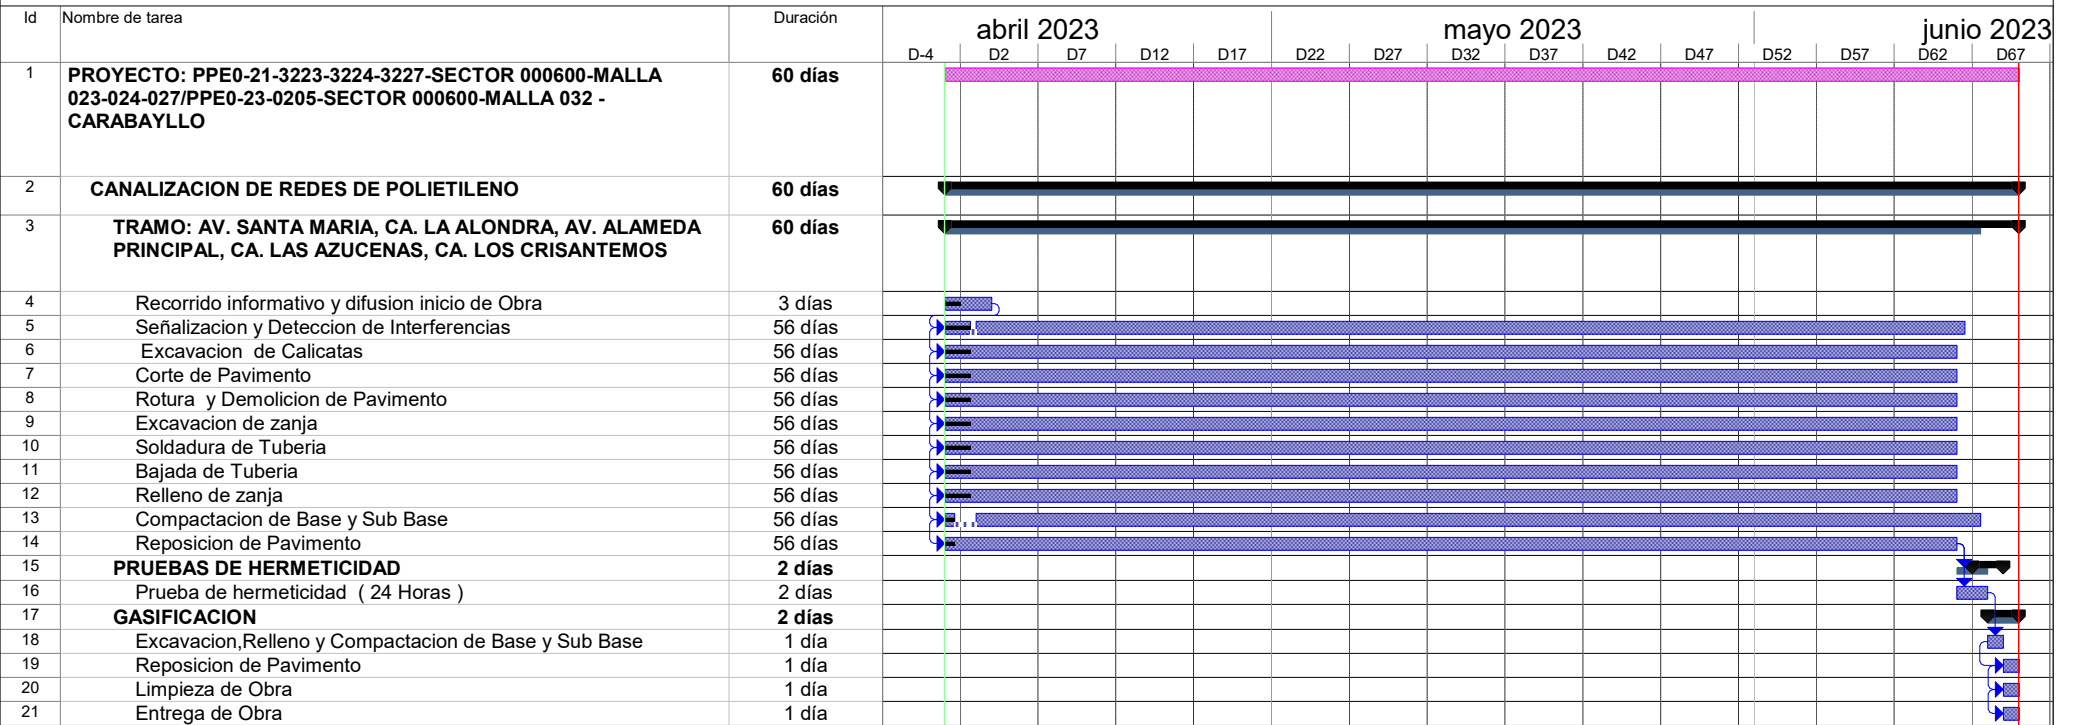 Id Nombre de tarea Duración abril 2023 mayo 2023 junio 2023
D-4 D2 D7 D12 D17 D22 D27 D32 D37 D42 D47 D52 D57 D62 D67
1 PROYECTO: PPE0-21-3223-3224-3227-SECTOR 000600-MALLA 60 días
023-024-027/PPE0-23-0205-SECTOR 000600-MALLA 032 -
CARABAYLLO
2 CANALIZACION DE REDES DE POLIETILENO 60 días
3 TRAMO: AV. SANTA MARIA, CA. LA ALONDRA, AV. ALAMEDA 60 días
PRINCIPAL, CA. LAS AZUCENAS, CA. LOS CRISANTEMOS
4 Recorrido informativo y difusion inicio de Obra 3 días
5 Señalizacion y Deteccion de Interferencias 56 días
6 Excavacion de Calicatas 56 días
7 Corte de Pavimento 56 días
8 Rotura y Demolicion de Pavimento 56 días
9 Excavacion de zanja 56 días
10 Soldadura de Tuberia 56 días
11 Bajada de Tuberia 56 días
12 Relleno de zanja 56 días
13 Compactacion de Base y Sub Base 56 días
14 Reposicion de Pavimento 56 días
15 PRUEBAS DE HERMETICIDAD 2 días
16 Prueba de hermeticidad ( 24 Horas ) 2 días
17 GASIFICACION 2 días
18 Excavacion,Relleno y Compactacion de Base y Sub Base 1 día
19 Reposicion de Pavimento 1 día
20 Limpieza de Obra 1 día
21 Entrega de Obra 1 día